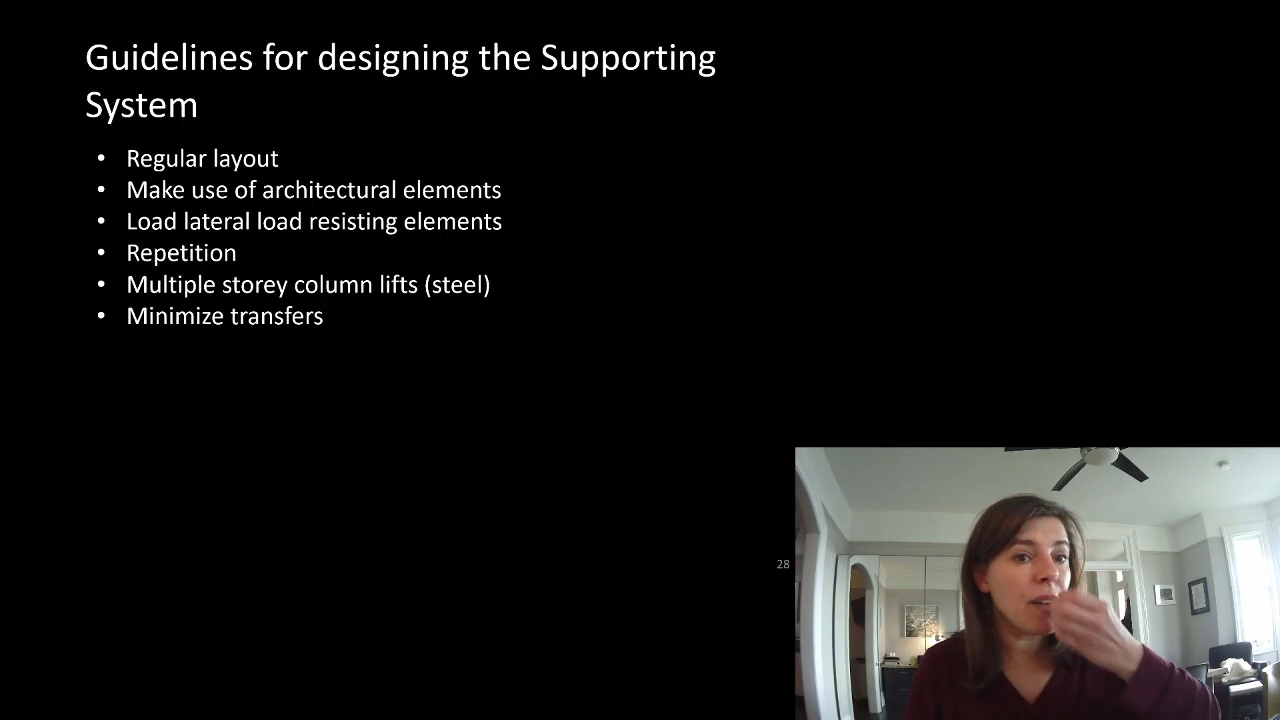 Guidelines for designing the Supporting
System
• Regular layout
• Make use of architectural elements
• Load lateral load resisting elements
• Repetition
• Multiple storey column lifts (steel)
• Minimize transfers
28